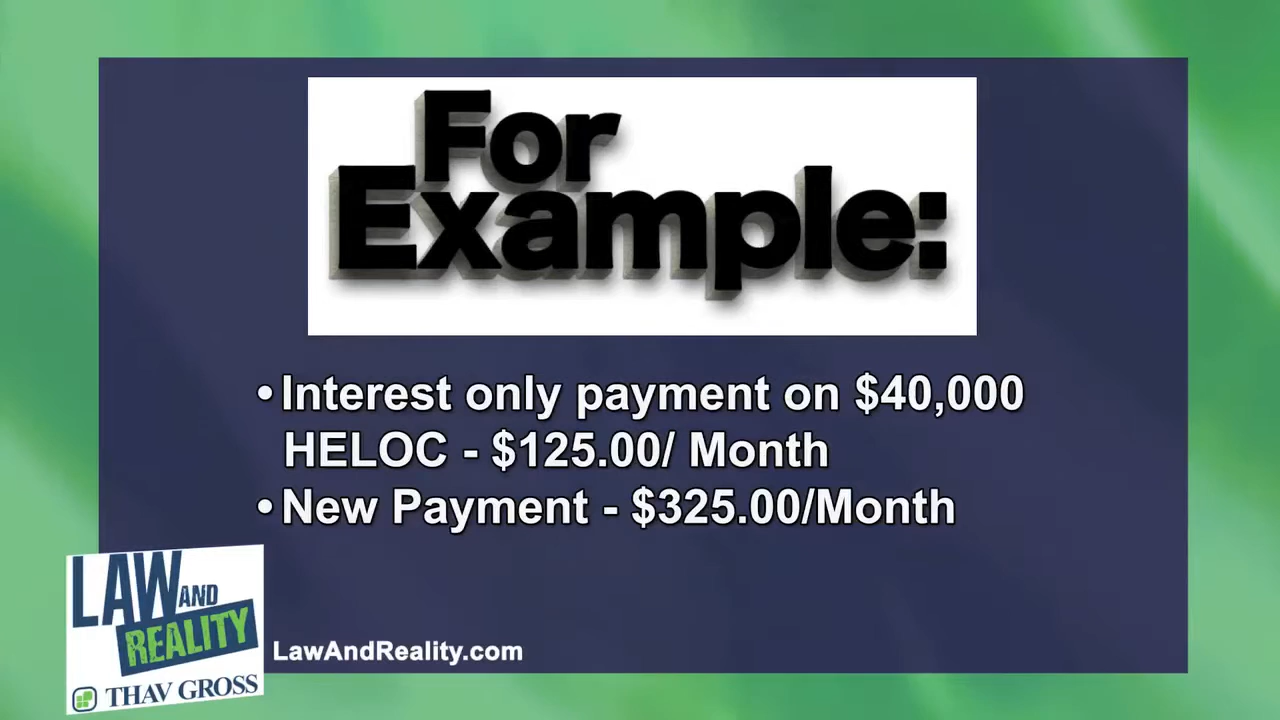 For
Example:
•Interest only payment on $40,000
HELOC - $125.00/ Month
•New Payment - $325.00/Month
LAW AND
REALITY
THAV GROSS
LawAndReality.com